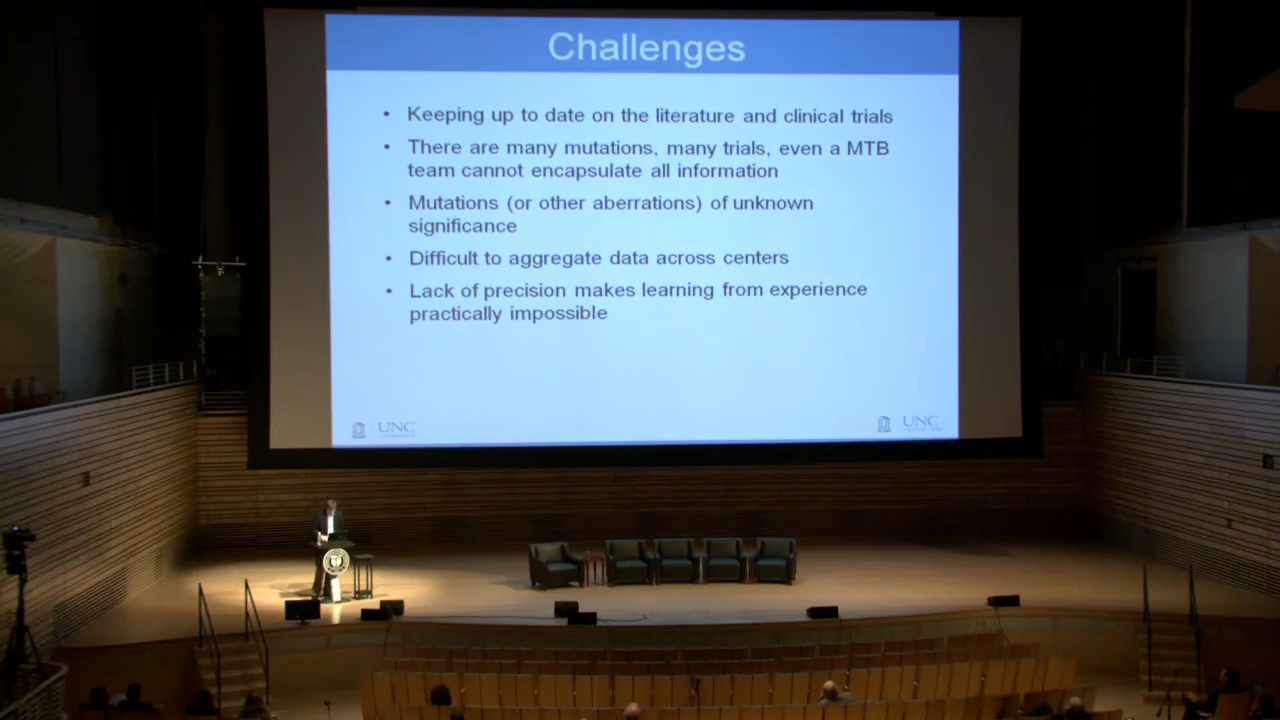 Challenges
• Keeping up to date on the literature and clinical trials
• There are many mutations, many trials, even a MTB
team cannot encapsulate all information
• Mutations (or other aberrations) of unknown
significance
• Difficult to aggregate data across centers
• Lack of precision makes learning from experience
practically impossible
UNC
UNC